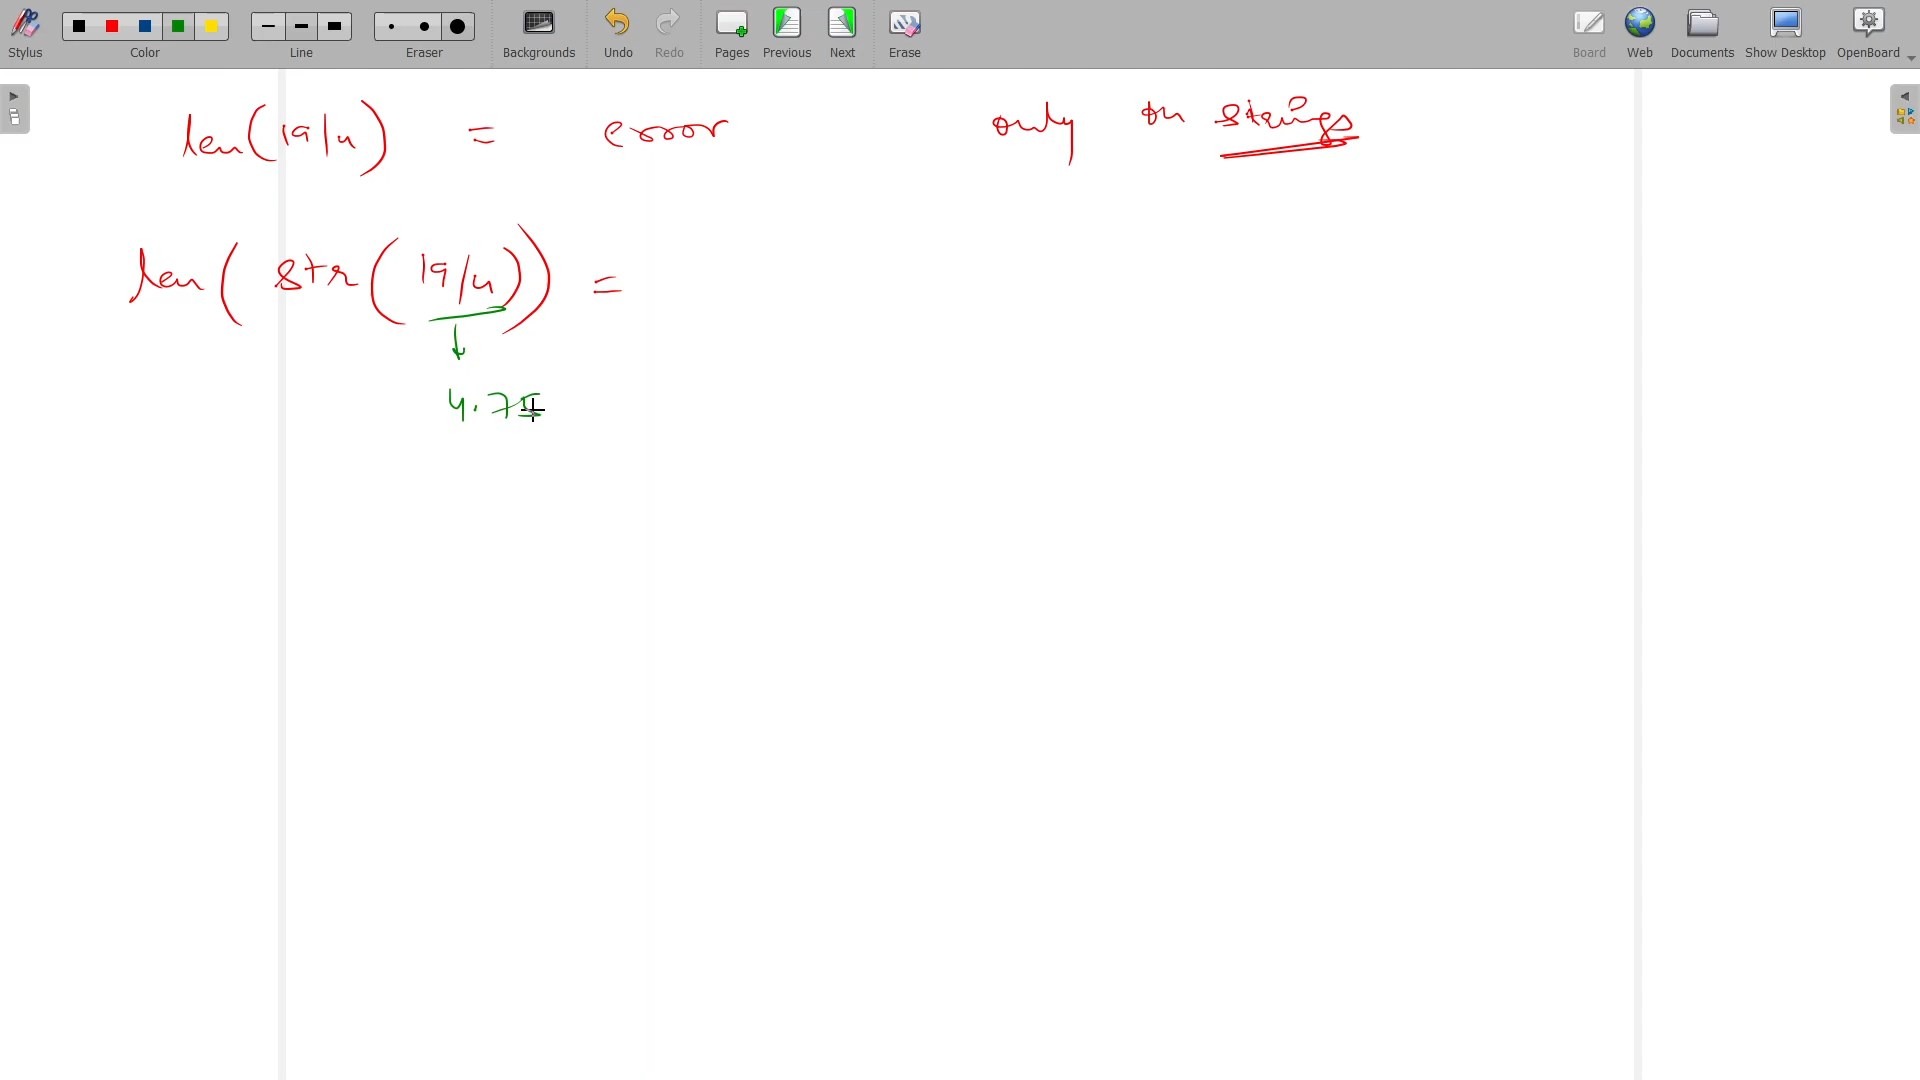 Stylus Color Line Eraser Backgrounds Undo Redo Pages Previous Next Erase Board Web Documents Show Desktop OpenBoard
len(19/4) = error only on strings
len( str( 19/4)) =
4.75